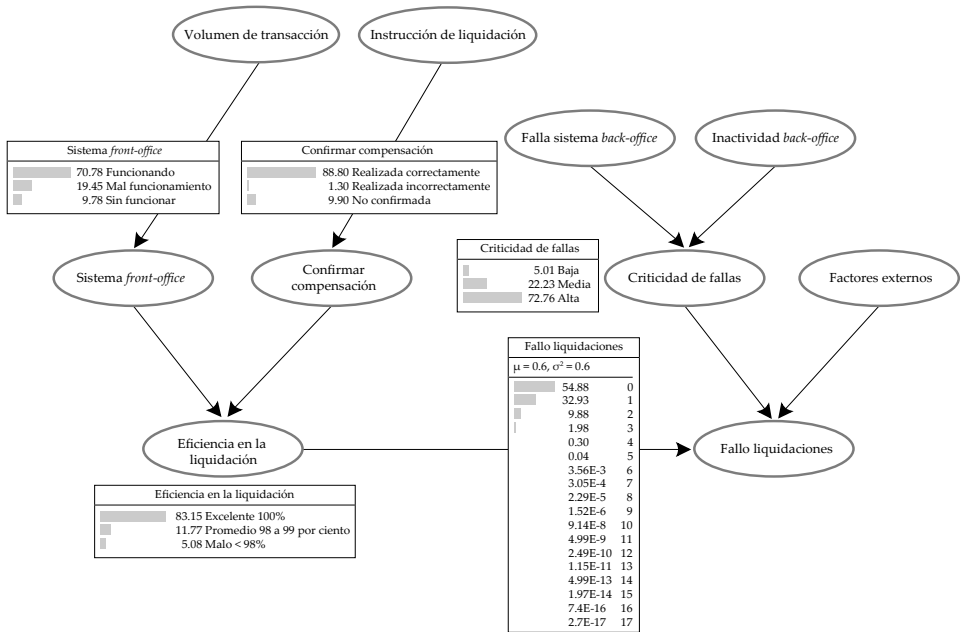 Volumen de transacción
Instrucción de liquidación
Falla sistema back-office
Inactividad back-office
Sistema front-office
70.78 Funcionando
19.45 Mal funcionamiento
9.78 Sin funcionar
Confirmar compensación
88.80 Realizada correctamente
1.30 Realizada incorrectamente
9.90 No confirmada
Sistema front-office
Confirmar
compensación
Criticidad de fallas
5.01 Baja
22.23 Media
72.76 Alta
Criticidad de fallas
Factores externos
Fallo liquidaciones
μ = 0.6, σ² = 0.6
54.88 0
32.93 1
9.88 2
1.98 3
0.30 4
0.04 5
3.56E-3 6
3.05E-4 7
2.29E-5 8
1.52E-6 9
9.14E-8 10
4.99E-9 11
2.49E-10 12
1.15E-11 13
4.99E-13 14
1.97E-14 15
7.4E-16 16
2.7E-17 17
Eficiencia en la
liquidación
Fallo liquidaciones
Eficiencia en la liquidación
83.15 Excelente 100%
11.77 Promedio 98 a 99 por ciento
5.08 Malo < 98%